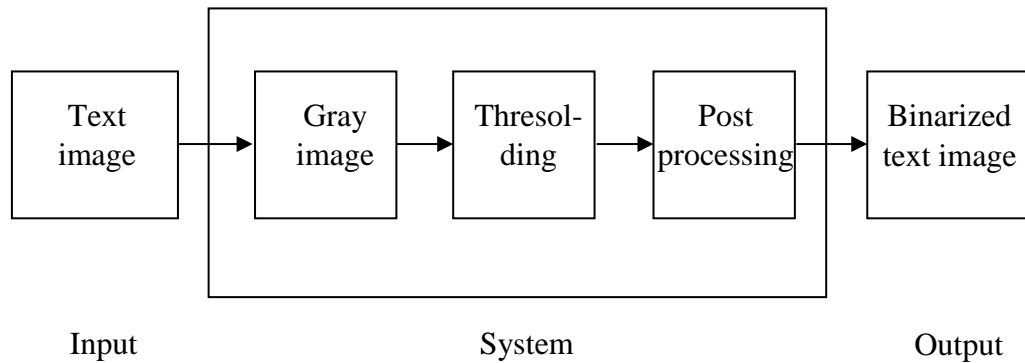 Text
image
Gray
image
Thresol-
ding
Post
processing
Binarized
text image
Input
System
Output